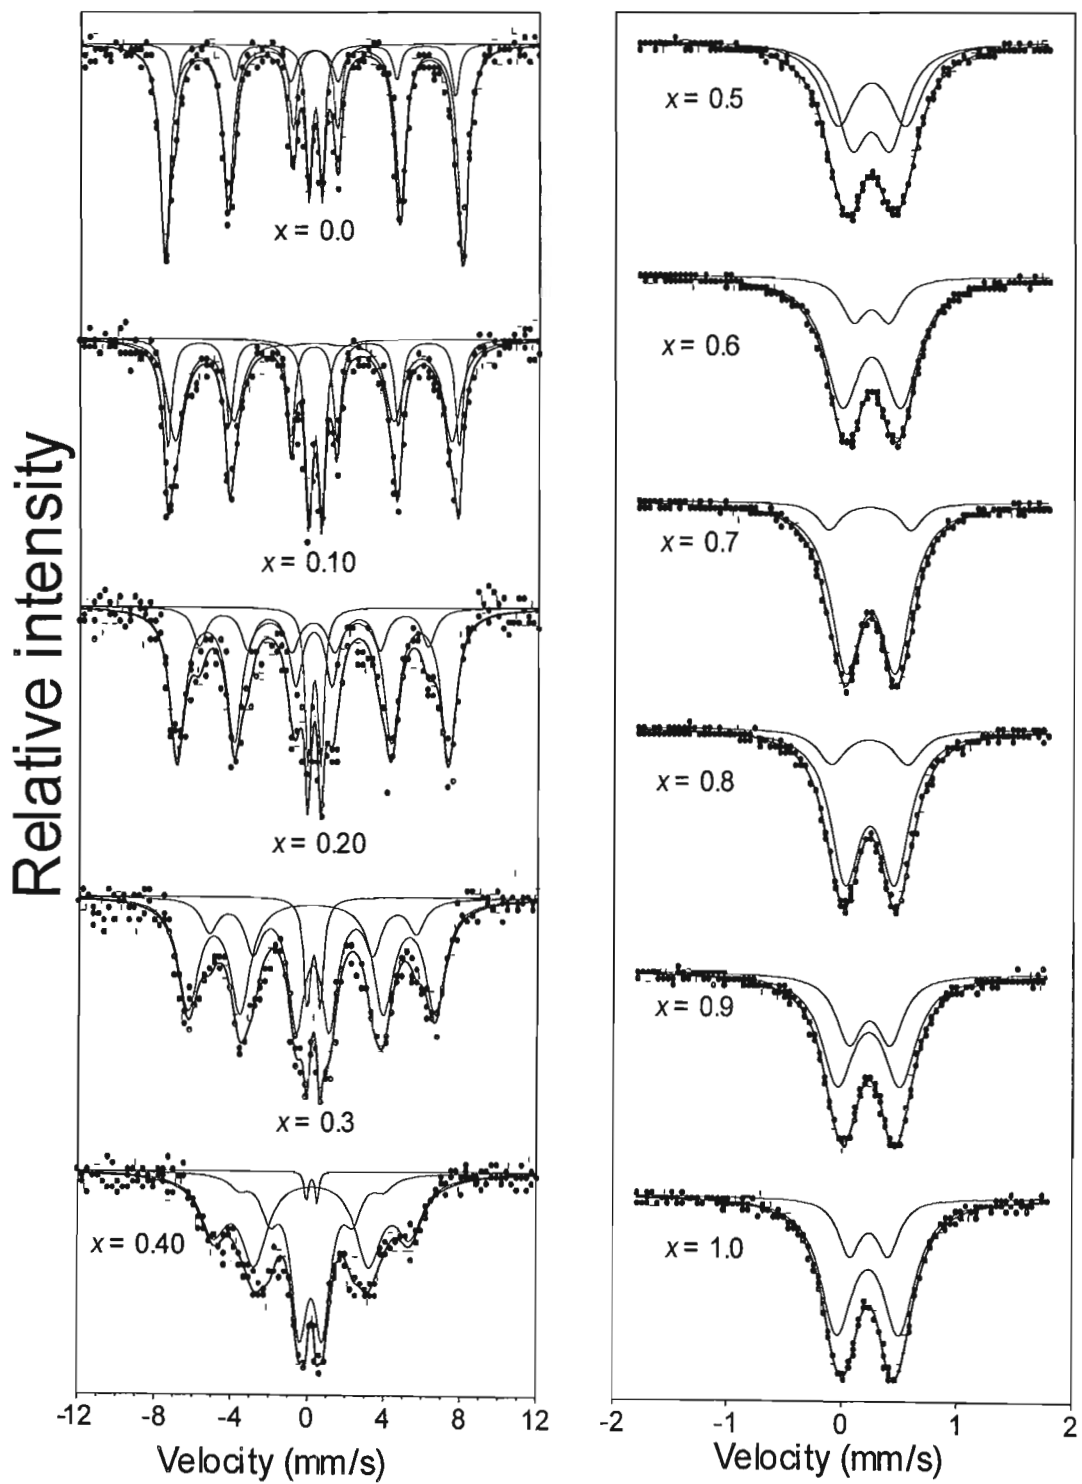 Relative intensity
x = 0.0
x = 0.10
x = 0.20
x = 0.3
x = 0.40
-12 -8 -4 0 4 8 12
Velocity (mm/s)
x = 0.5
x = 0.6
x = 0.7
x = 0.8
x = 0.9
x = 1.0
-2 -1 0 1 2
Velocity (mm/s)